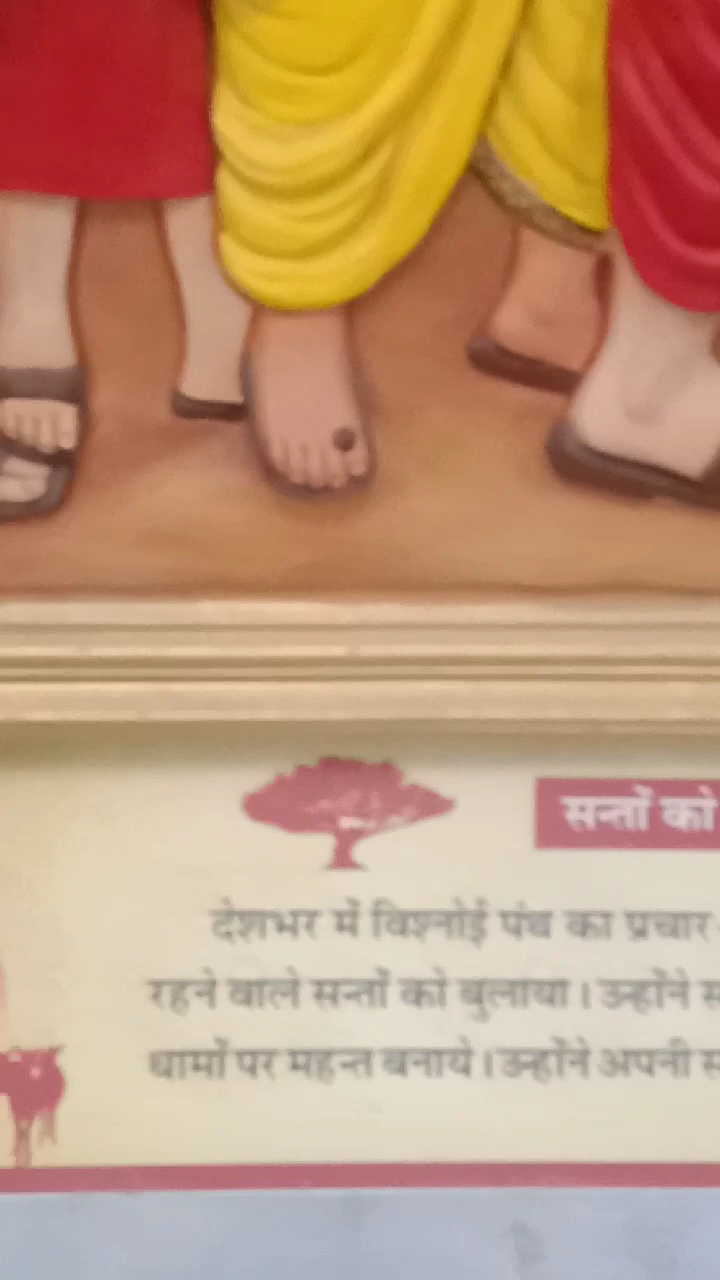 सन्तों को
देशभर में विश्नोई पंथ का प्रचार-
रहने वाले सन्तों को बुलाया। उन्होंने स
धामों पर महन्त बनाये। उन्होंने अपनी स